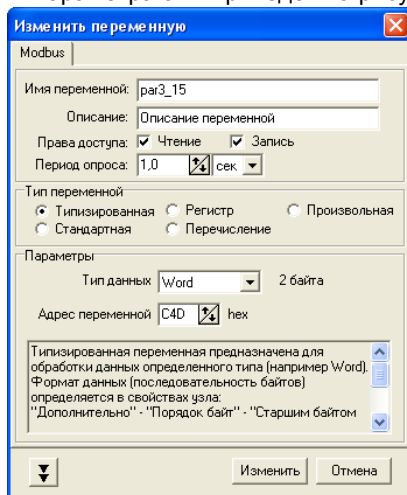 Изменить переменную
Modbus
Имя переменной: par3_15
Описание: Описание переменной
Права доступа: Чтение Запись
Период опроса: 1,0 сек
Тип переменной
Типизированная Регистр Произвольная
Стандартная Перечисление
Параметры
Тип данных Word 2 байта
Адрес переменной C4D hex
Типизированная переменная предназначена для
обработки данных определенного типа (например Word).
Формат данных (последовательность байтов)
определяется в свойствах узла:
"Дополнительно" - "Порядок байт" - "Старшим байтом
Изменить Отмена